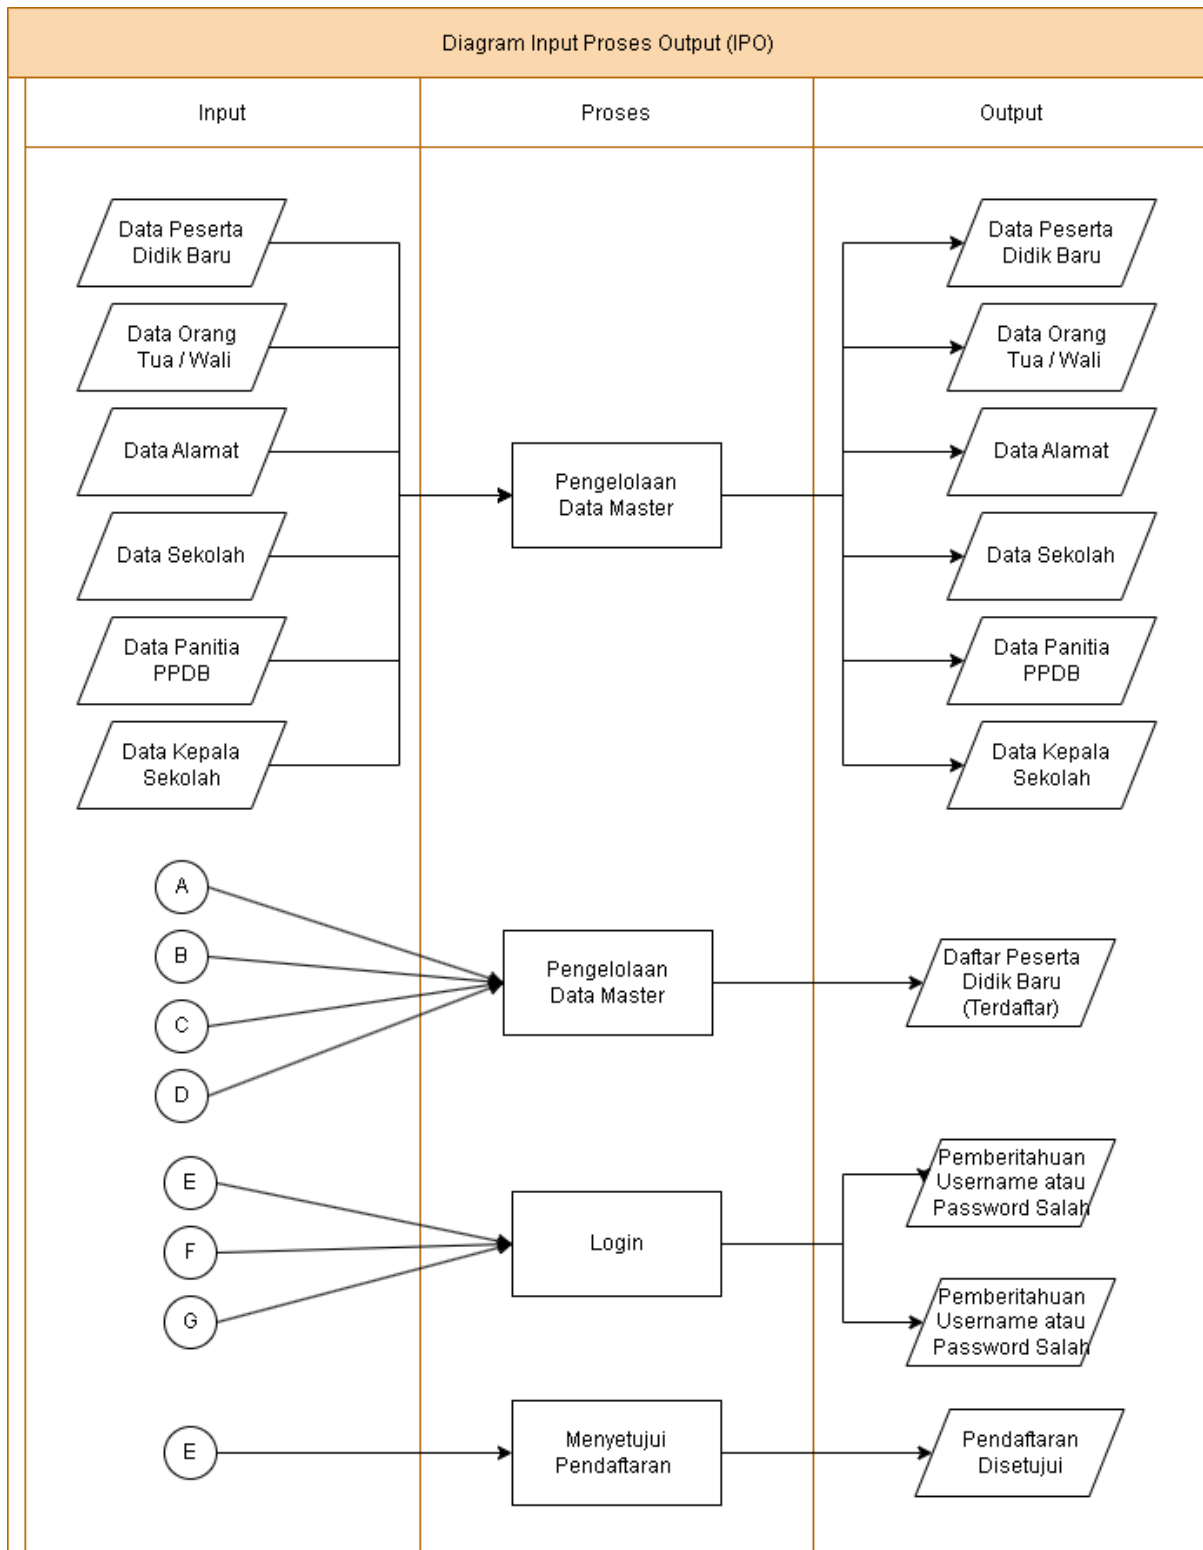 Diagram Input Proses Output (IPO)
Input
Proses
Output
Data Peserta
Didik Baru
Data Orang
Tua / Wali
Data Alamat
Data Sekolah
Data Panitia
PPDB
Data Kepala
Sekolah
Pengelolaan
Data Master
Data Peserta
Didik Baru
Data Orang
Tua / Wali
Data Alamat
Data Sekolah
Data Panitia
PPDB
Data Kepala
Sekolah
A
B
C
D
Pengelolaan
Data Master
Daftar Peserta
Didik Baru
(Terdaftar)
E
F
G
Login
Pemberitahuan
Username atau
Password Salah
Pemberitahuan
Username atau
Password Salah
E
Menyetujui
Pendaftaran
Pendaftaran
Disetujui